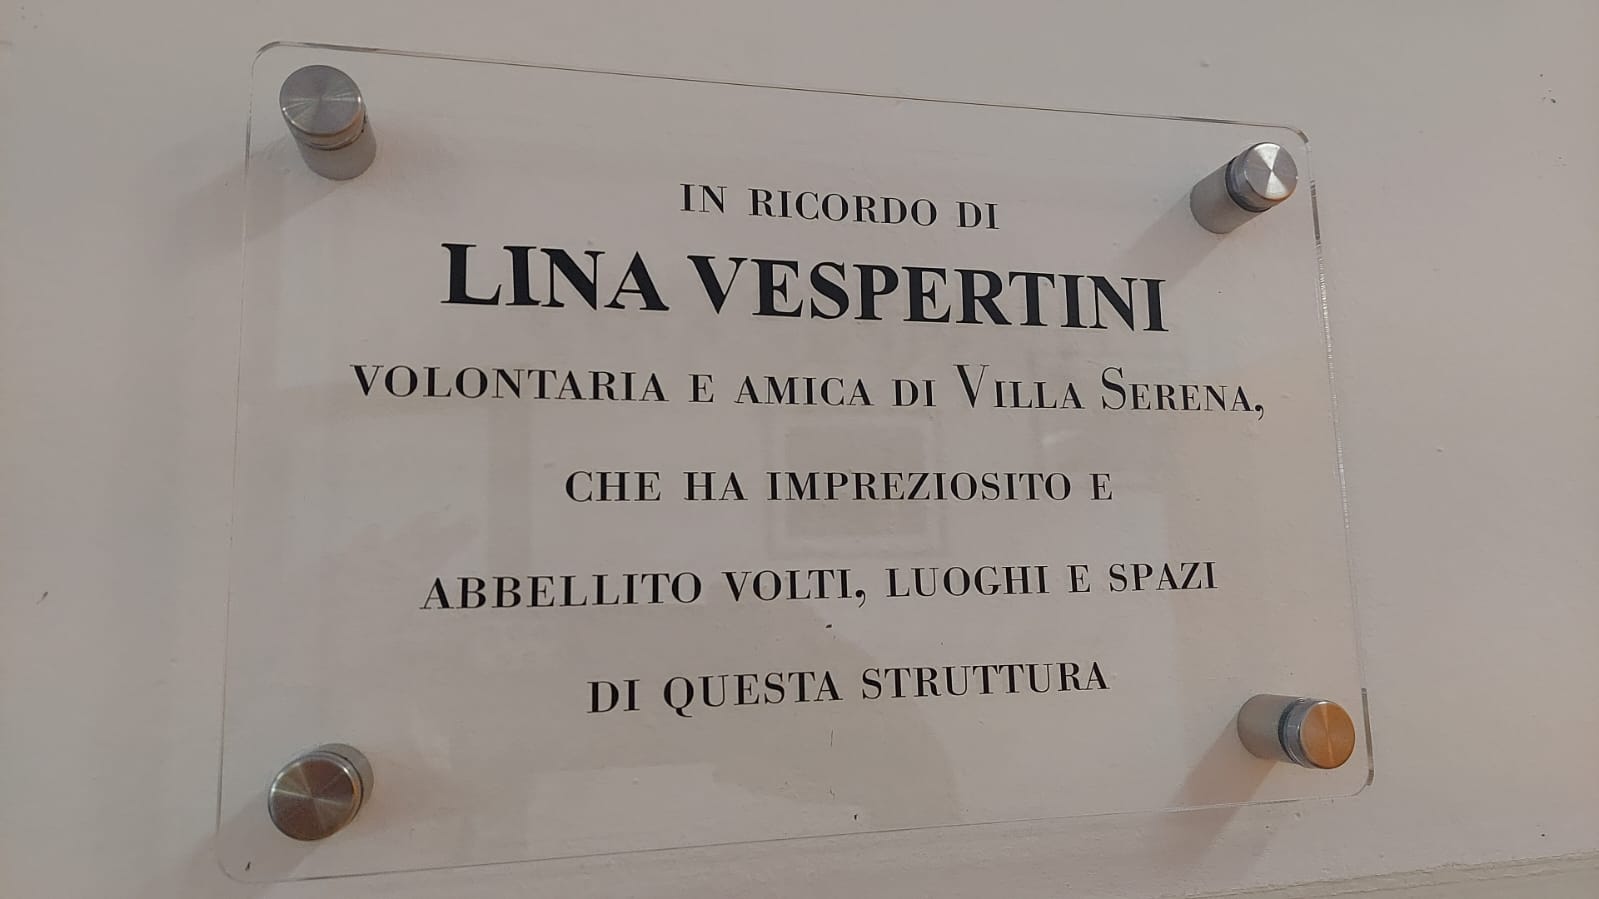 IN RICORDO DI
LINA VESPERTINI
VOLONTARIA E AMICA DI VILLA SERENA,
CHE HA IMPREZIOSITO E
ABBELLITO VOLTI, LUOGHI E SPAZI
DI QUESTA STRUTTURA